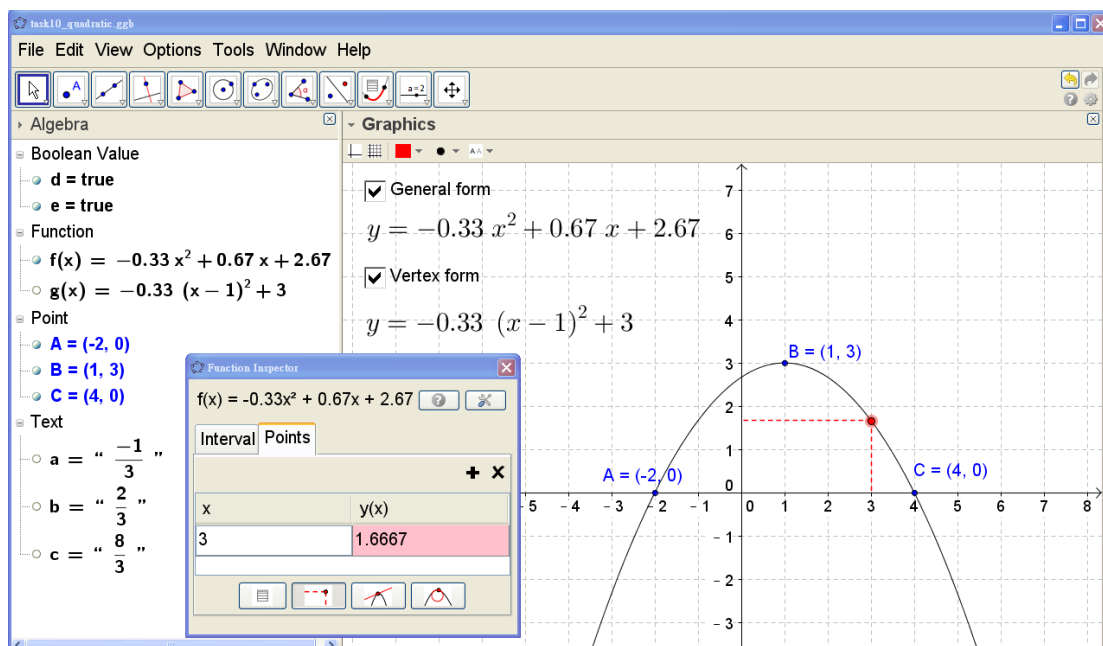 task10_quadratic.ggb
File Edit View Options Tools Window Help
A
α
a=2
Algebra
Graphics
Boolean Value
d = true
e = true
Function
f(x) = −0.33 x² + 0.67 x + 2.67
g(x) = −0.33 (x − 1)² + 3
Point
A = (-2, 0)
B = (1, 3)
C = (4, 0)
Text
a = “ −1/3 ”
b = “ 2/3 ”
c = “ 8/3 ”
AA
General form
y = −0.33 x² + 0.67 x + 2.67
Vertex form
y = −0.33 (x − 1)² + 3
Function Inspector
f(x) = -0.33x² + 0.67x + 2.67
Interval Points
x y(x)
3 1.6667
B = (1, 3)
A = (-2, 0)
C = (4, 0)
7
6
5
4
3
2
1
0
5 −4 −3 −2 −1 0 1 2 3 4 5 6 7 8
−1
−2
−3